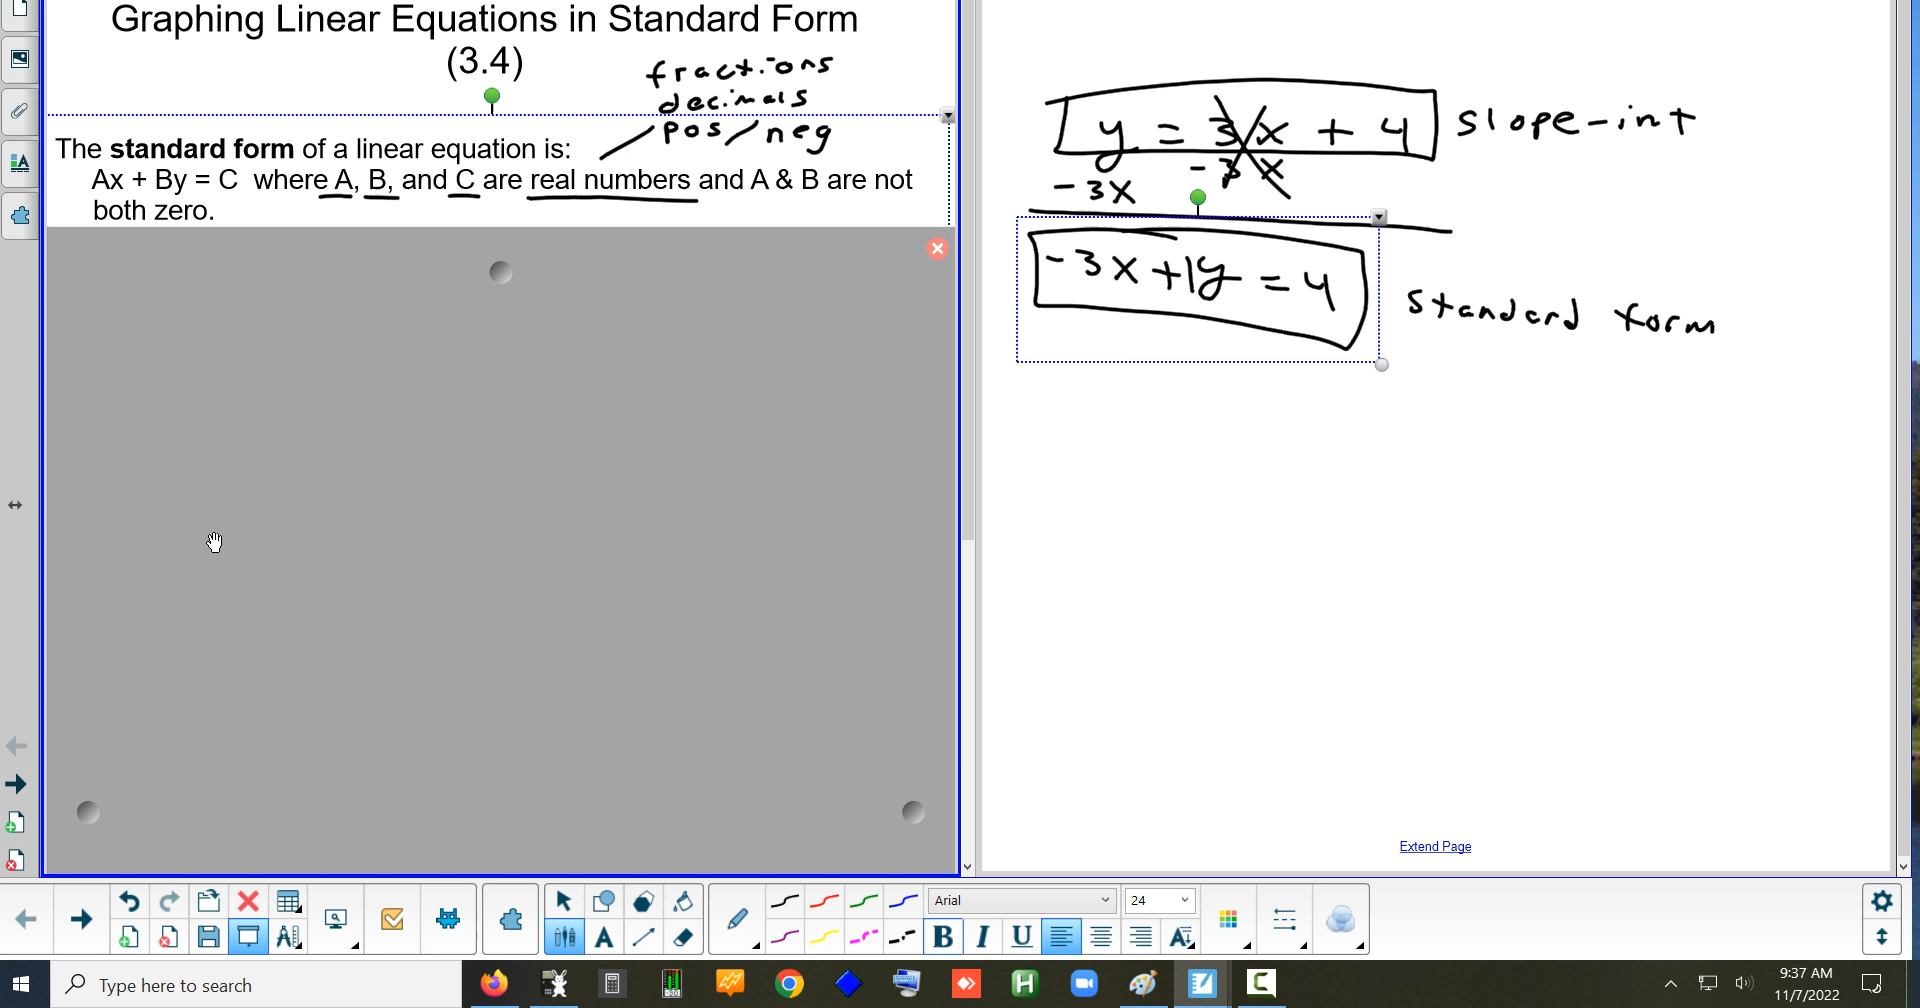 Graphing Linear Equations in Standard Form
(3.4)
fractions
decimals
pos/neg
The standard form of a linear equation is:
Ax + By = C where A, B, and C are real numbers and A & B are not
both zero.
y = 3x + 4 slope-int
-3x -3x
-3x+1y = 4
standard form
Extend Page
Arial
24
B I U
Type here to search
9:37 AM
11/7/2022